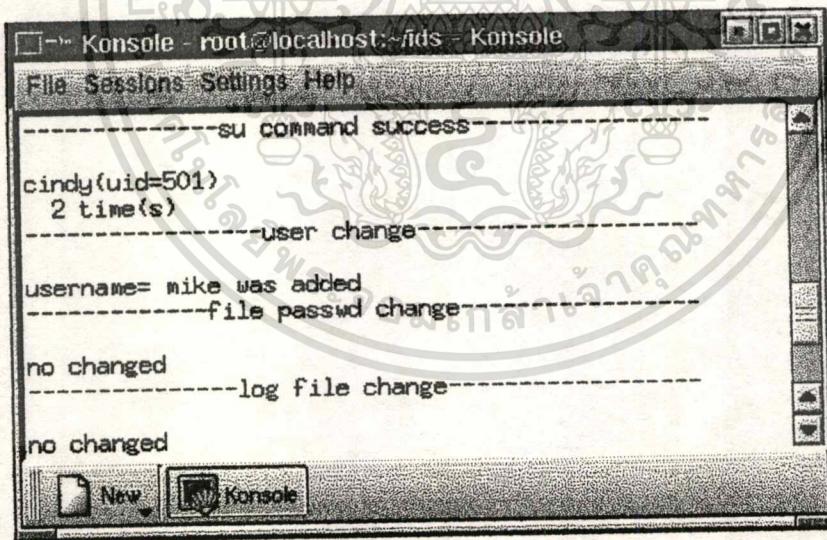 Konsole - root@localhost:~/ids - Konsole
File Sessions Settings Help
---------------su command success------------------
cindy(uid=501)
  2 time(s)
------------------user change----------------------
username= mike was added
--------------file passwd change-------------------
no changed
----------------log file change--------------------
no changed
New
Konsole